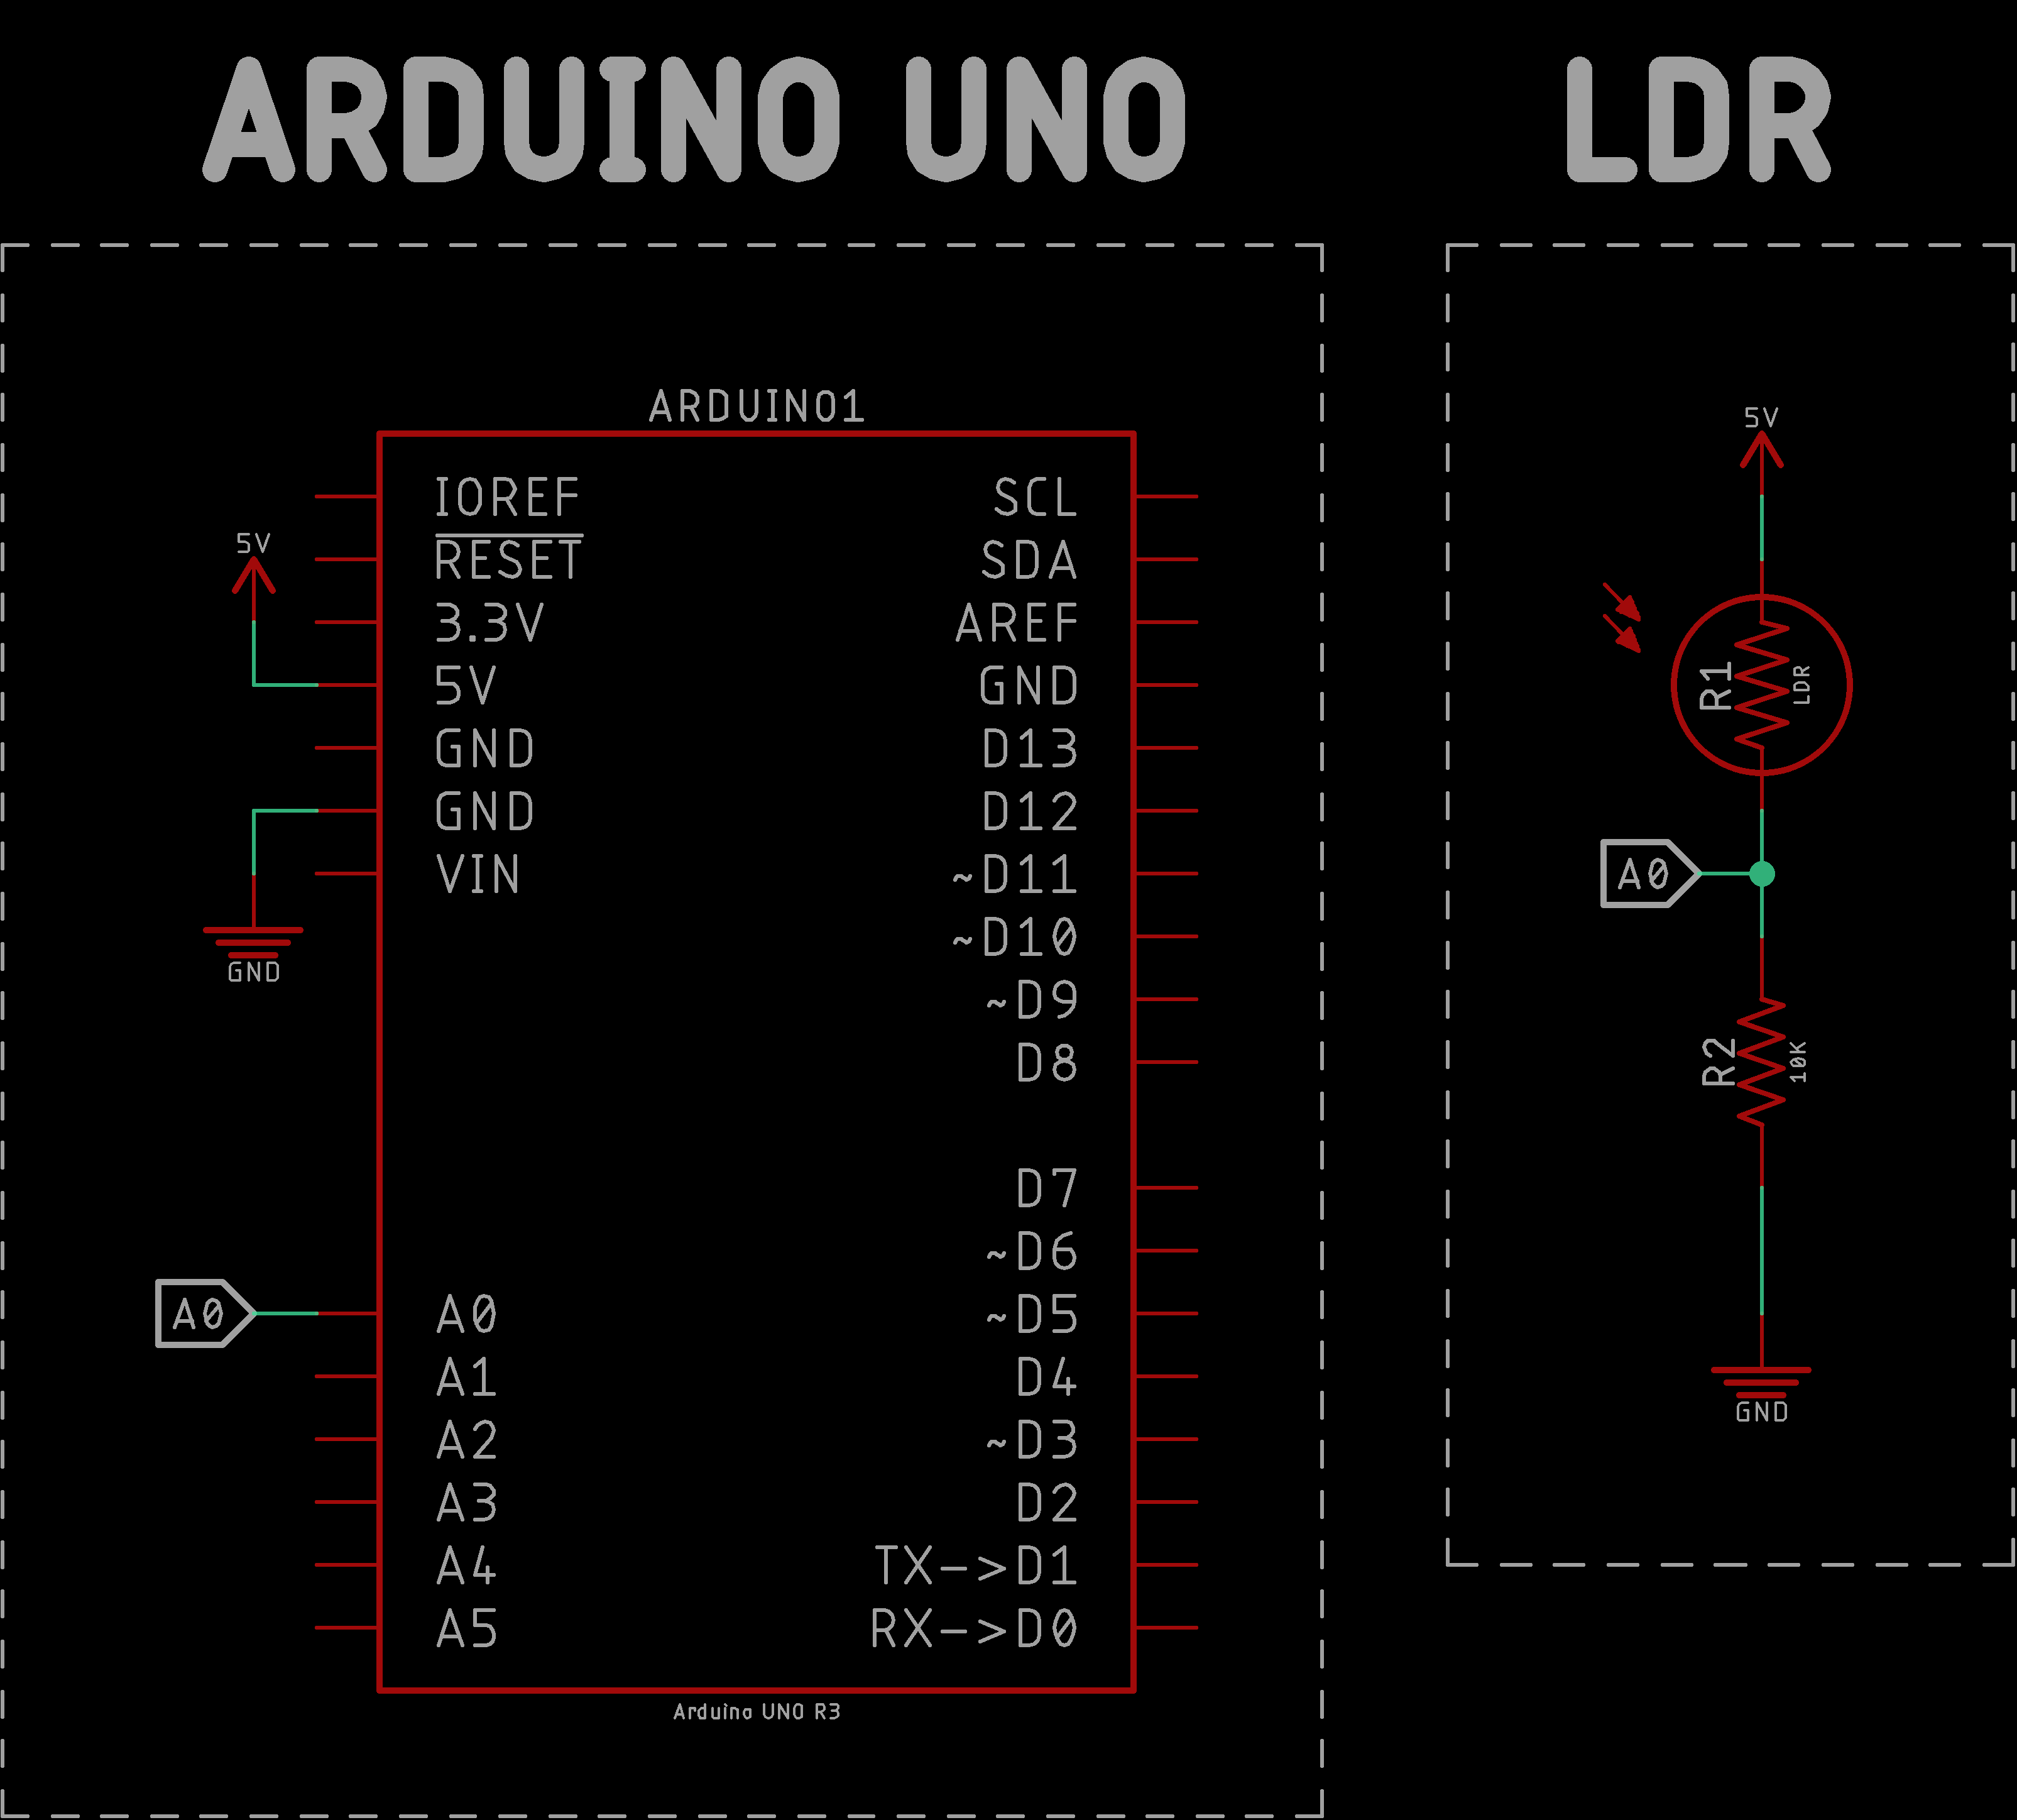 ARDUINO UNO
LDR
ARDUINO1
IOREF
RESET
3.3V
5V
GND
GND
VIN
A0
A1
A2
A3
A4
A5
SCL
SDA
AREF
GND
D13
D12
~D11
~D10
~D9
D8
D7
~D6
~D5
D4
~D3
D2
TX->D1
RX->D0
Arduino UNO R3
5V
GND
A0
5V
R1
LDR
A0
R2
10K
GND